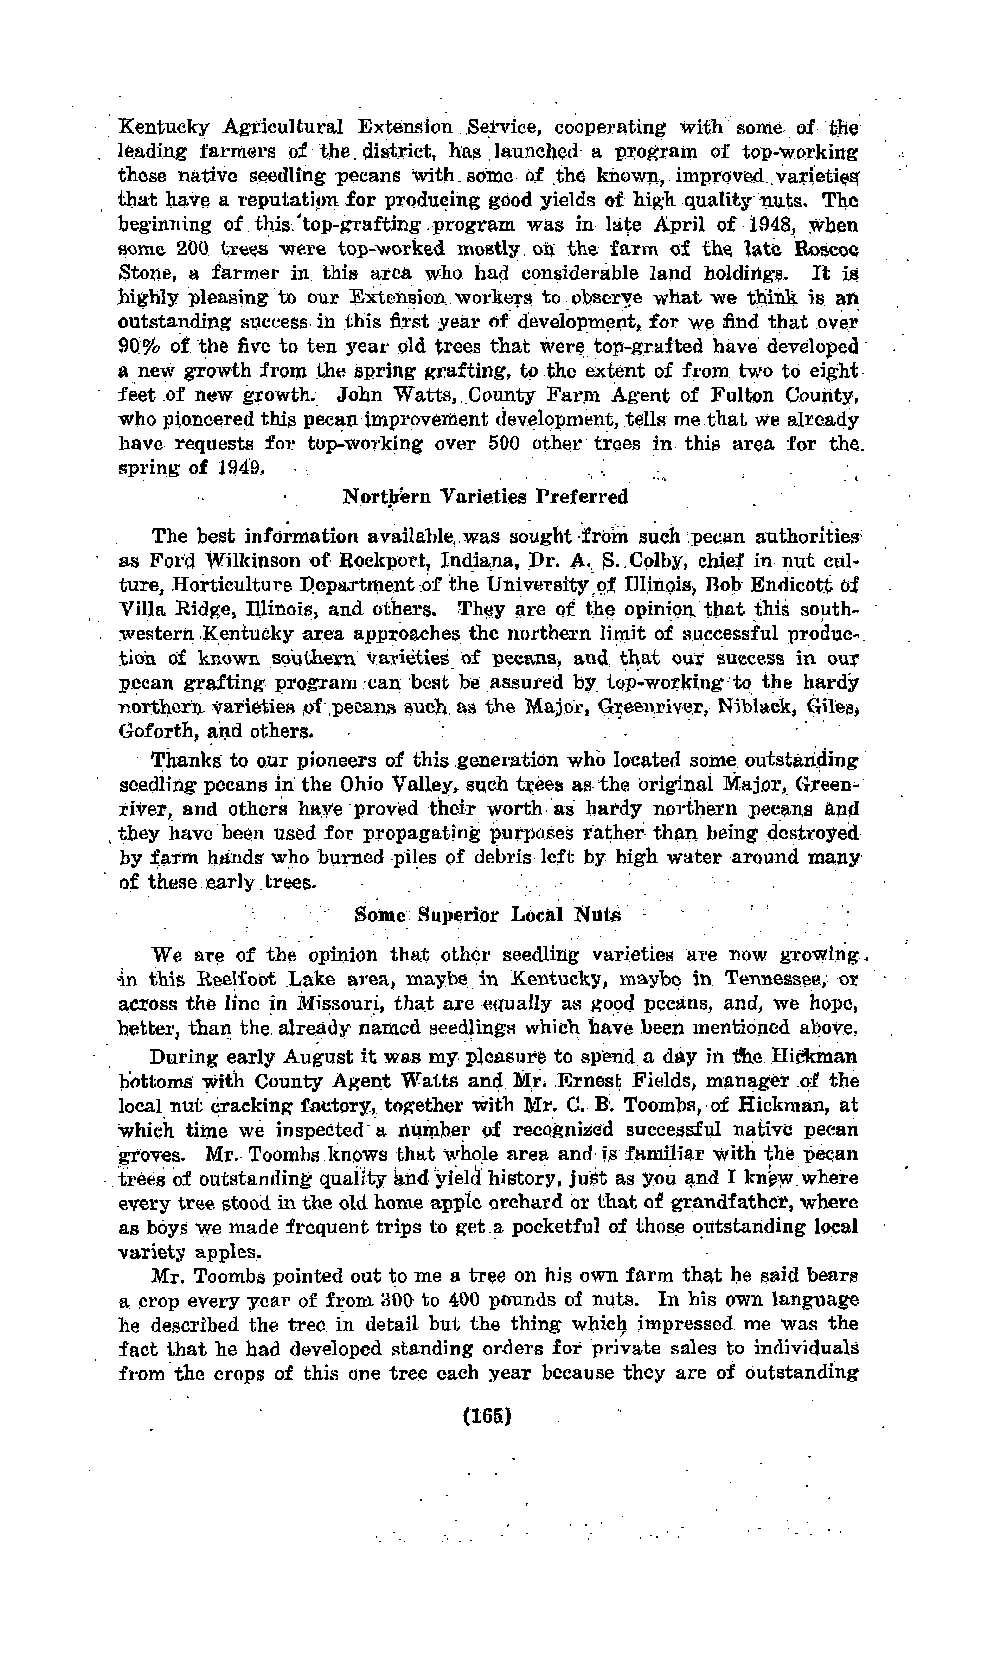 Kentucky Agricultural Extension Service, cooperating with some of the
leading farmers of the district, has launched a program of top-working
these native seedling pecans with some of the known, improved varieties
that have a reputation for producing good yields of high quality nuts. The
beginning of this top-grafting program was in late April of 1948, when
some 200 trees were top-worked mostly on the farm of the late Roscoe
Stone, a farmer in this area who had considerable land holdings. It is
highly pleasing to our Extension workers to observe what we think is an
outstanding success in this first year of development, for we find that over
90% of the five to ten year old trees that were top-grafted have developed
a new growth from the spring grafting, to the extent of from two to eight
feet of new growth. John Watts, County Farm Agent of Fulton County,
who pioneered this pecan improvement development, tells me that we already
have requests for top-working over 500 other trees in this area for the
spring of 1949.
Northern Varieties Preferred
The best information available was sought from such pecan authorities
as Ford Wilkinson of Rockport, Indiana, Dr. A. S. Colby, chief in nut cul-
ture, Horticulture Department of the University of Illinois, Bob Endicott of
Villa Ridge, Illinois, and others. They are of the opinion that this south-
western Kentucky area approaches the northern limit of successful produc-
tion of known southern varieties of pecans, and that our success in our
pecan grafting program can best be assured by top-working to the hardy
northern varieties of pecans such as the Major, Greenriver, Niblack, Giles,
Goforth, and others.
Thanks to our pioneers of this generation who located some outstanding
seedling pecans in the Ohio Valley, such trees as the original Major, Green-
river, and others have proved their worth as hardy northern pecans and
they have been used for propagating purposes rather than being destroyed
by farm hands who burned piles of debris left by high water around many
of these early trees.
Some Superior Local Nuts
We are of the opinion that other seedling varieties are now growing
in this Reelfoot Lake area, maybe in Kentucky, maybe in Tennessee, or
across the line in Missouri, that are equally as good pecans, and, we hope,
better, than the already named seedlings which have been mentioned above.
During early August it was my pleasure to spend a day in the Hickman
bottoms with County Agent Watts and Mr. Ernest Fields, manager of the
local nut cracking factory, together with Mr. C. B. Toombs, of Hickman, at
which time we inspected a number of recognized successful native pecan
groves. Mr. Toombs knows that whole area and is familiar with the pecan
trees of outstanding quality and yield history, just as you and I knew where
every tree stood in the old home apple orchard or that of grandfather, where
as boys we made frequent trips to get a pocketful of those outstanding local
variety apples.
Mr. Toombs pointed out to me a tree on his own farm that he said bears
a crop every year of from 300 to 400 pounds of nuts. In his own language
he described the tree in detail but the thing which impressed me was the
fact that he had developed standing orders for private sales to individuals
from the crops of this one tree each year because they are of outstanding
(165)